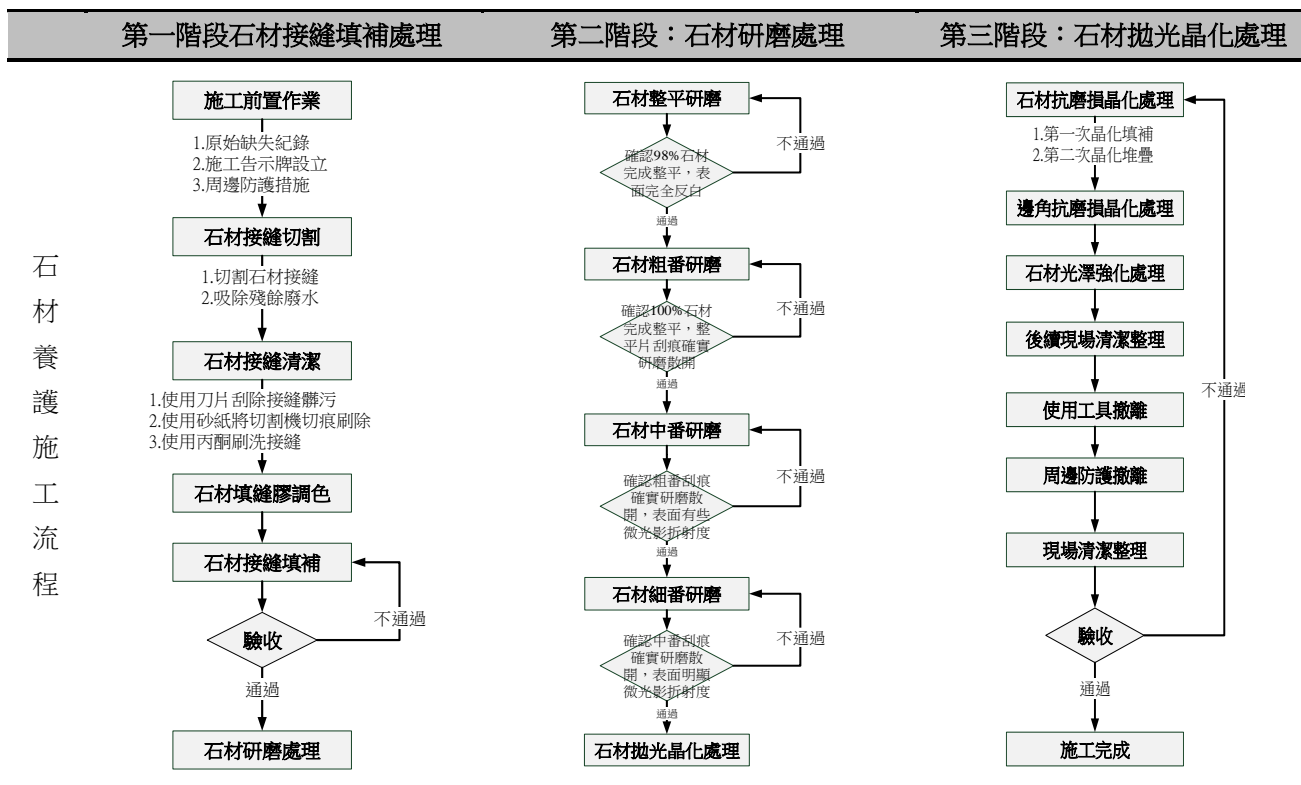 第一階段石材接縫填補處理
第二階段：石材研磨處理
第三階段：石材拋光晶化處理
石材養護施工流程
施工前置作業
1.原始缺失紀錄
2.施工告示牌設立
3.周邊防護措施
石材接縫切割
1.切割石材接縫
2.吸除殘餘廢水
石材接縫清潔
1.使用刀片刮除接縫髒污
2.使用砂紙將切割機切痕刷除
3.使用丙酮刷洗接縫
石材填縫膠調色
石材接縫填補
不通過
驗收
通過
石材研磨處理
石材整平研磨
不通過
確認98%石材
完成整平，表
面完全反白
通過
石材粗番研磨
不通過
確認100%石材
完成整平，整
平片刮痕確實
研磨散開
通過
石材中番研磨
不通過
確認粗番刮痕
確實研磨散
開，表面有些
微光影折射度
通過
石材細番研磨
不通過
確認中番刮痕
確實研磨散
開，表面明顯
微光影折射度
通過
石材拋光晶化處理
石材抗磨損晶化處理
1.第一次晶化填補
2.第二次晶化堆疊
邊角抗磨損晶化處理
石材光澤強化處理
後續現場清潔整理
不通過
使用工具撤離
周邊防護撤離
現場清潔整理
驗收
通過
施工完成